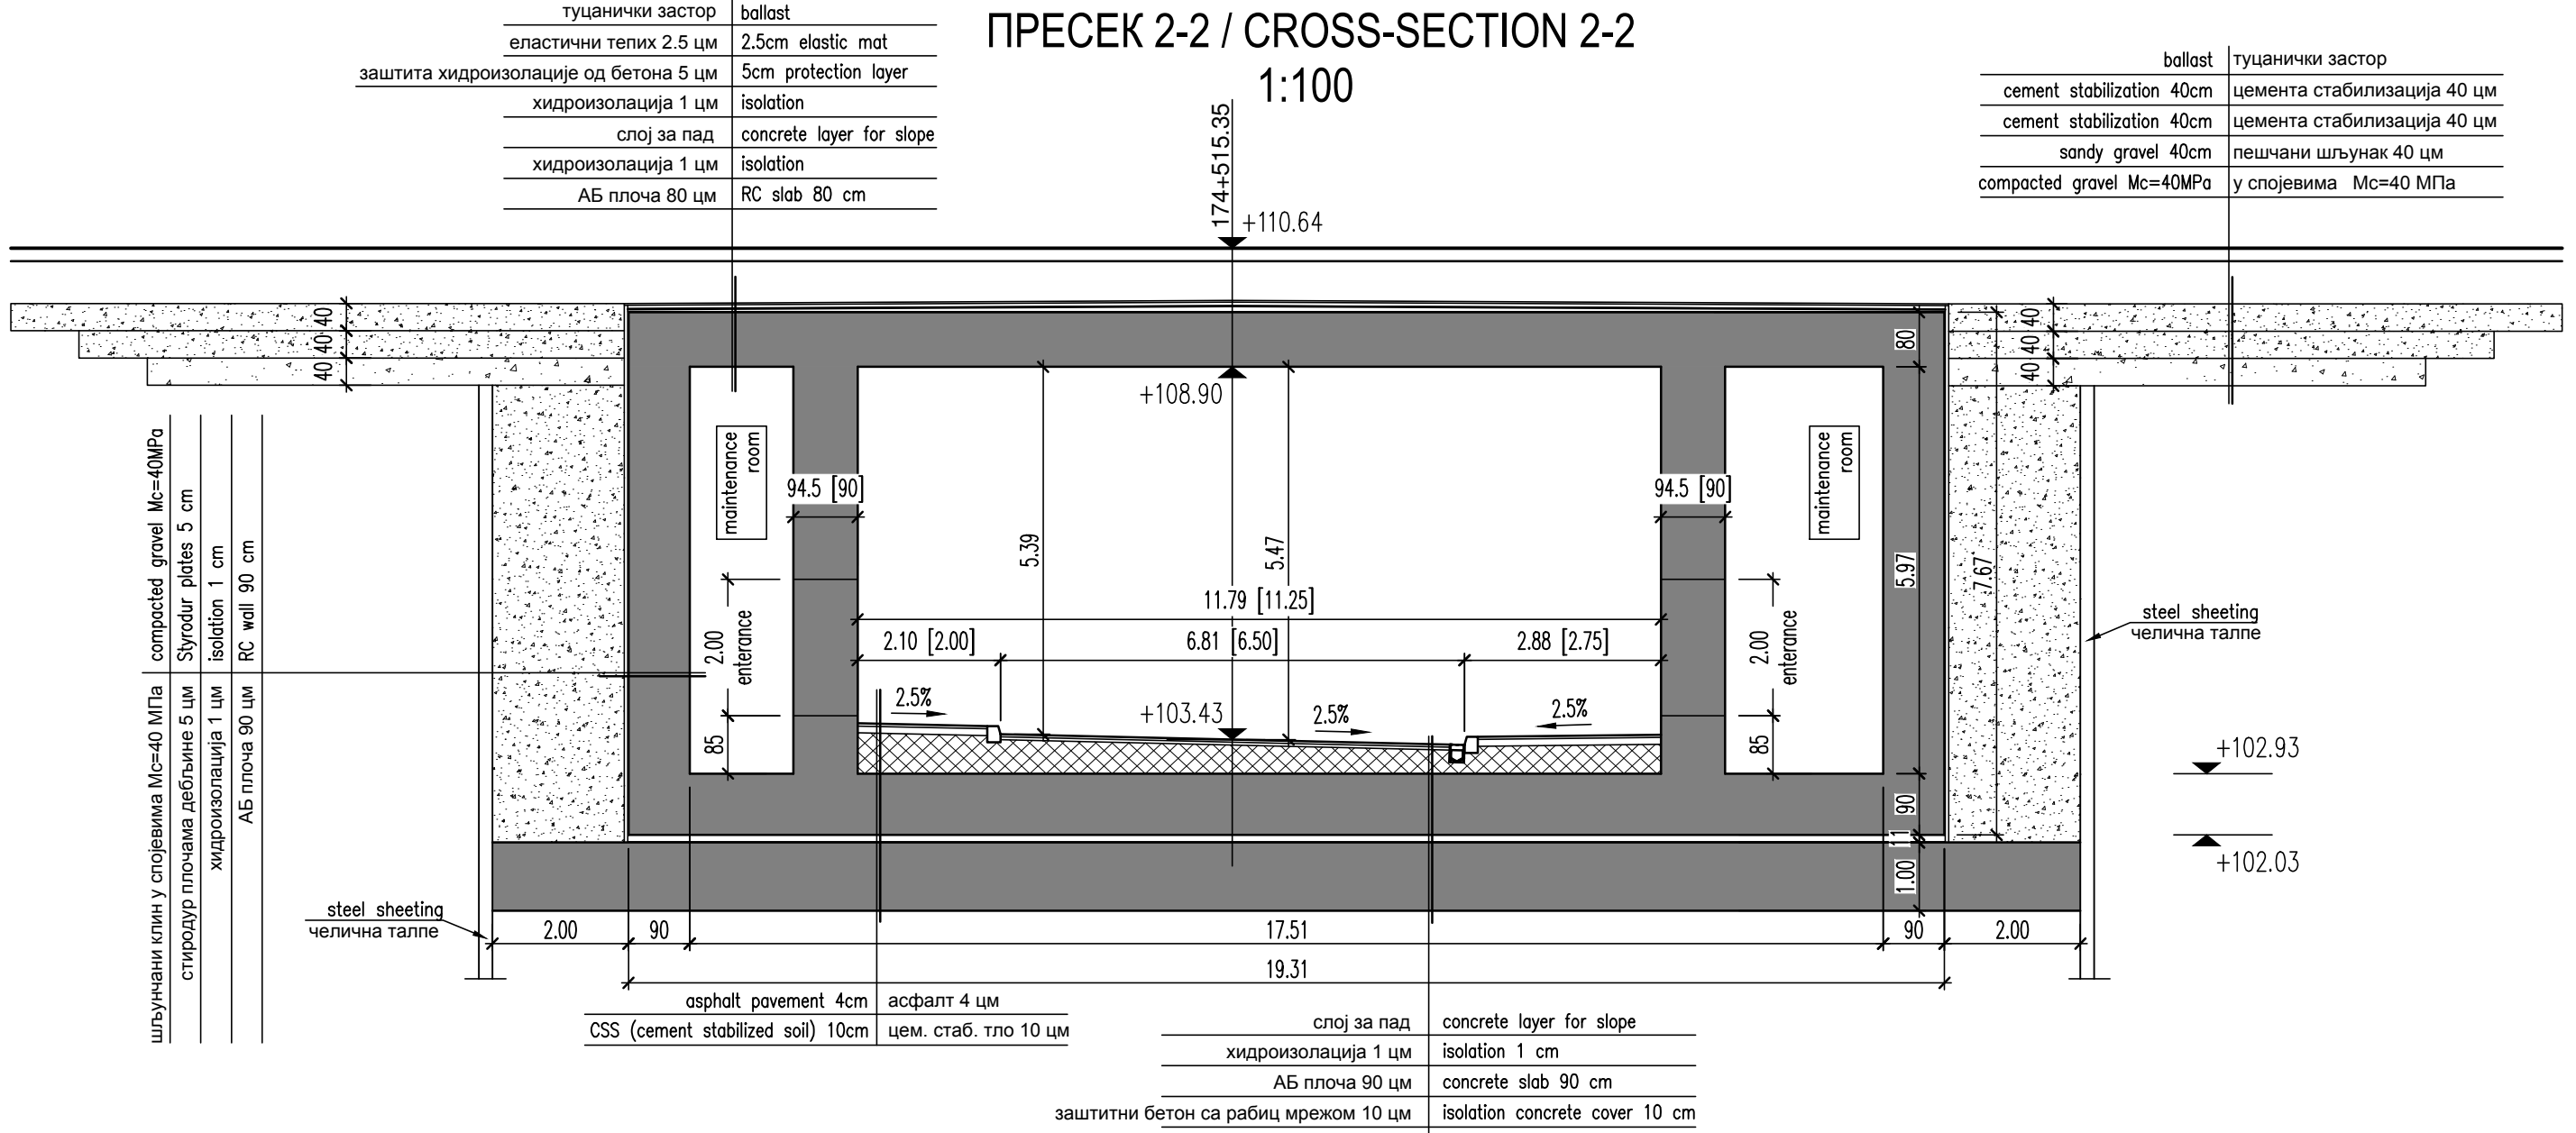 ПРЕСЕК 2-2 / CROSS-SECTION 2-2
1:100
туцанички застор ballast
еластични тепих 2.5 цм 2.5cm elastic mat
заштита хидроизолације од бетона 5 цм 5cm protection layer
хидроизолација 1 цм isolation
слој за пад concrete layer for slope
хидроизолација 1 цм isolation
АБ плоча 80 цм RC slab 80 cm
ballast туцанички застор
cement stabilization 40cm цемента стабилизација 40 цм
cement stabilization 40cm цемента стабилизација 40 цм
sandy gravel 40cm пешчани шљунак 40 цм
compacted gravel Mc=40MPa у спојевима Мс=40 МПа
174+515.35
+110.64
40
40
40
40
40
40
80
+108.90
maintenance
room
maintenance
room
94.5 [90]
94.5 [90]
5.39
5.47
5.97
7.67
11.79 [11.25]
2.10 [2.00]
6.81 [6.50]
2.88 [2.75]
2.00
enterance
2.00
enterance
85
85
2.5%
+103.43
2.5%
2.5%
steel sheeting
челична талпе
+102.93
+102.03
90
11
1.00
compacted gravel Mc=40MPa
Styrodur plates 5 cm
isolation 1 cm
RC wall 90 cm
шљунчани клин у спојевима Мс=40 МПа
стиродур плочама дебљине 5 цм
хидроизолација 1 цм
АБ плоча 90 цм
steel sheeting
челична талпе
2.00
90
17.51
90
2.00
19.31
asphalt pavement 4cm асфалт 4 цм
CSS (cement stabilized soil) 10cm цем. стаб. тло 10 цм
слој за пад concrete layer for slope
хидроизолација 1 цм isolation 1 cm
АБ плоча 90 цм concrete slab 90 cm
заштитни бетон са рабиц мрежом 10 цм isolation concrete cover 10 cm